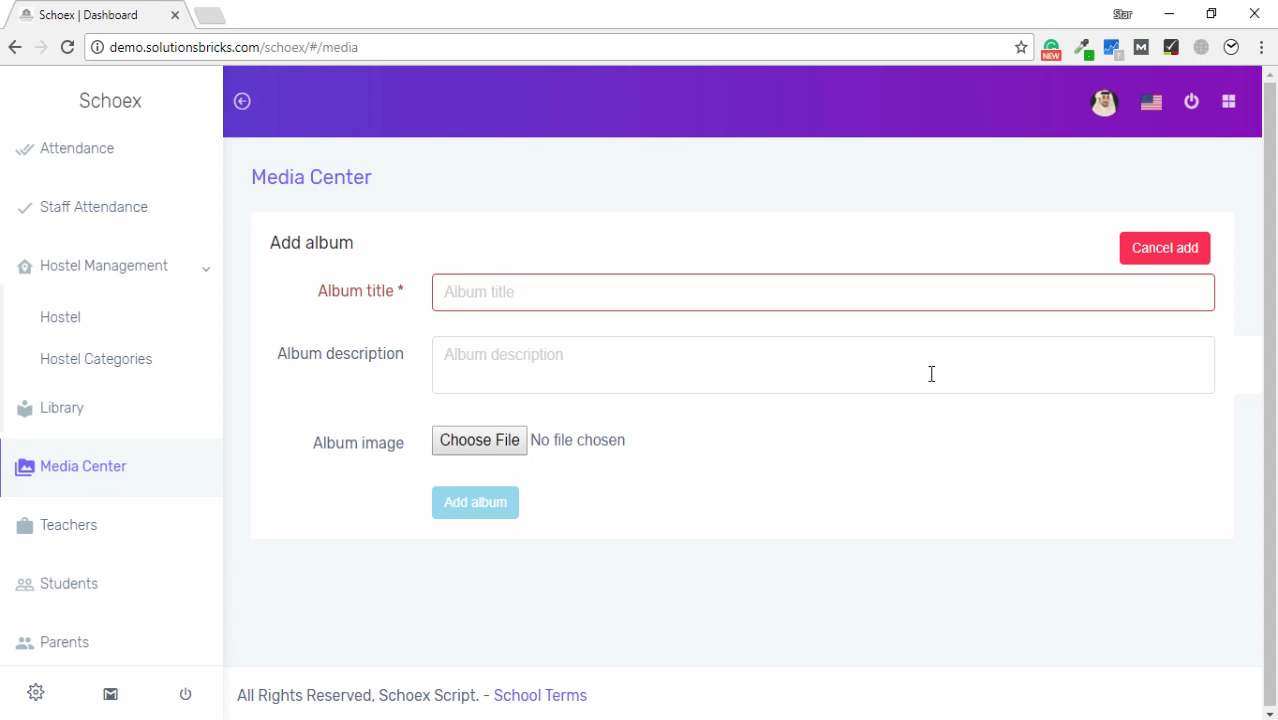 Schoex | Dashboard
Star
demo.solutionsbricks.com/schoex/#/media
NEW
Schoex
Attendance
Staff Attendance
Hostel Management
Hostel
Hostel Categories
Library
Media Center
Teachers
Students
Parents
Media Center
Add album
Cancel add
Album title *
Album title
Album description
Album description
Album image
Choose File No file chosen
Add album
All Rights Reserved, Schoex Script. - School Terms